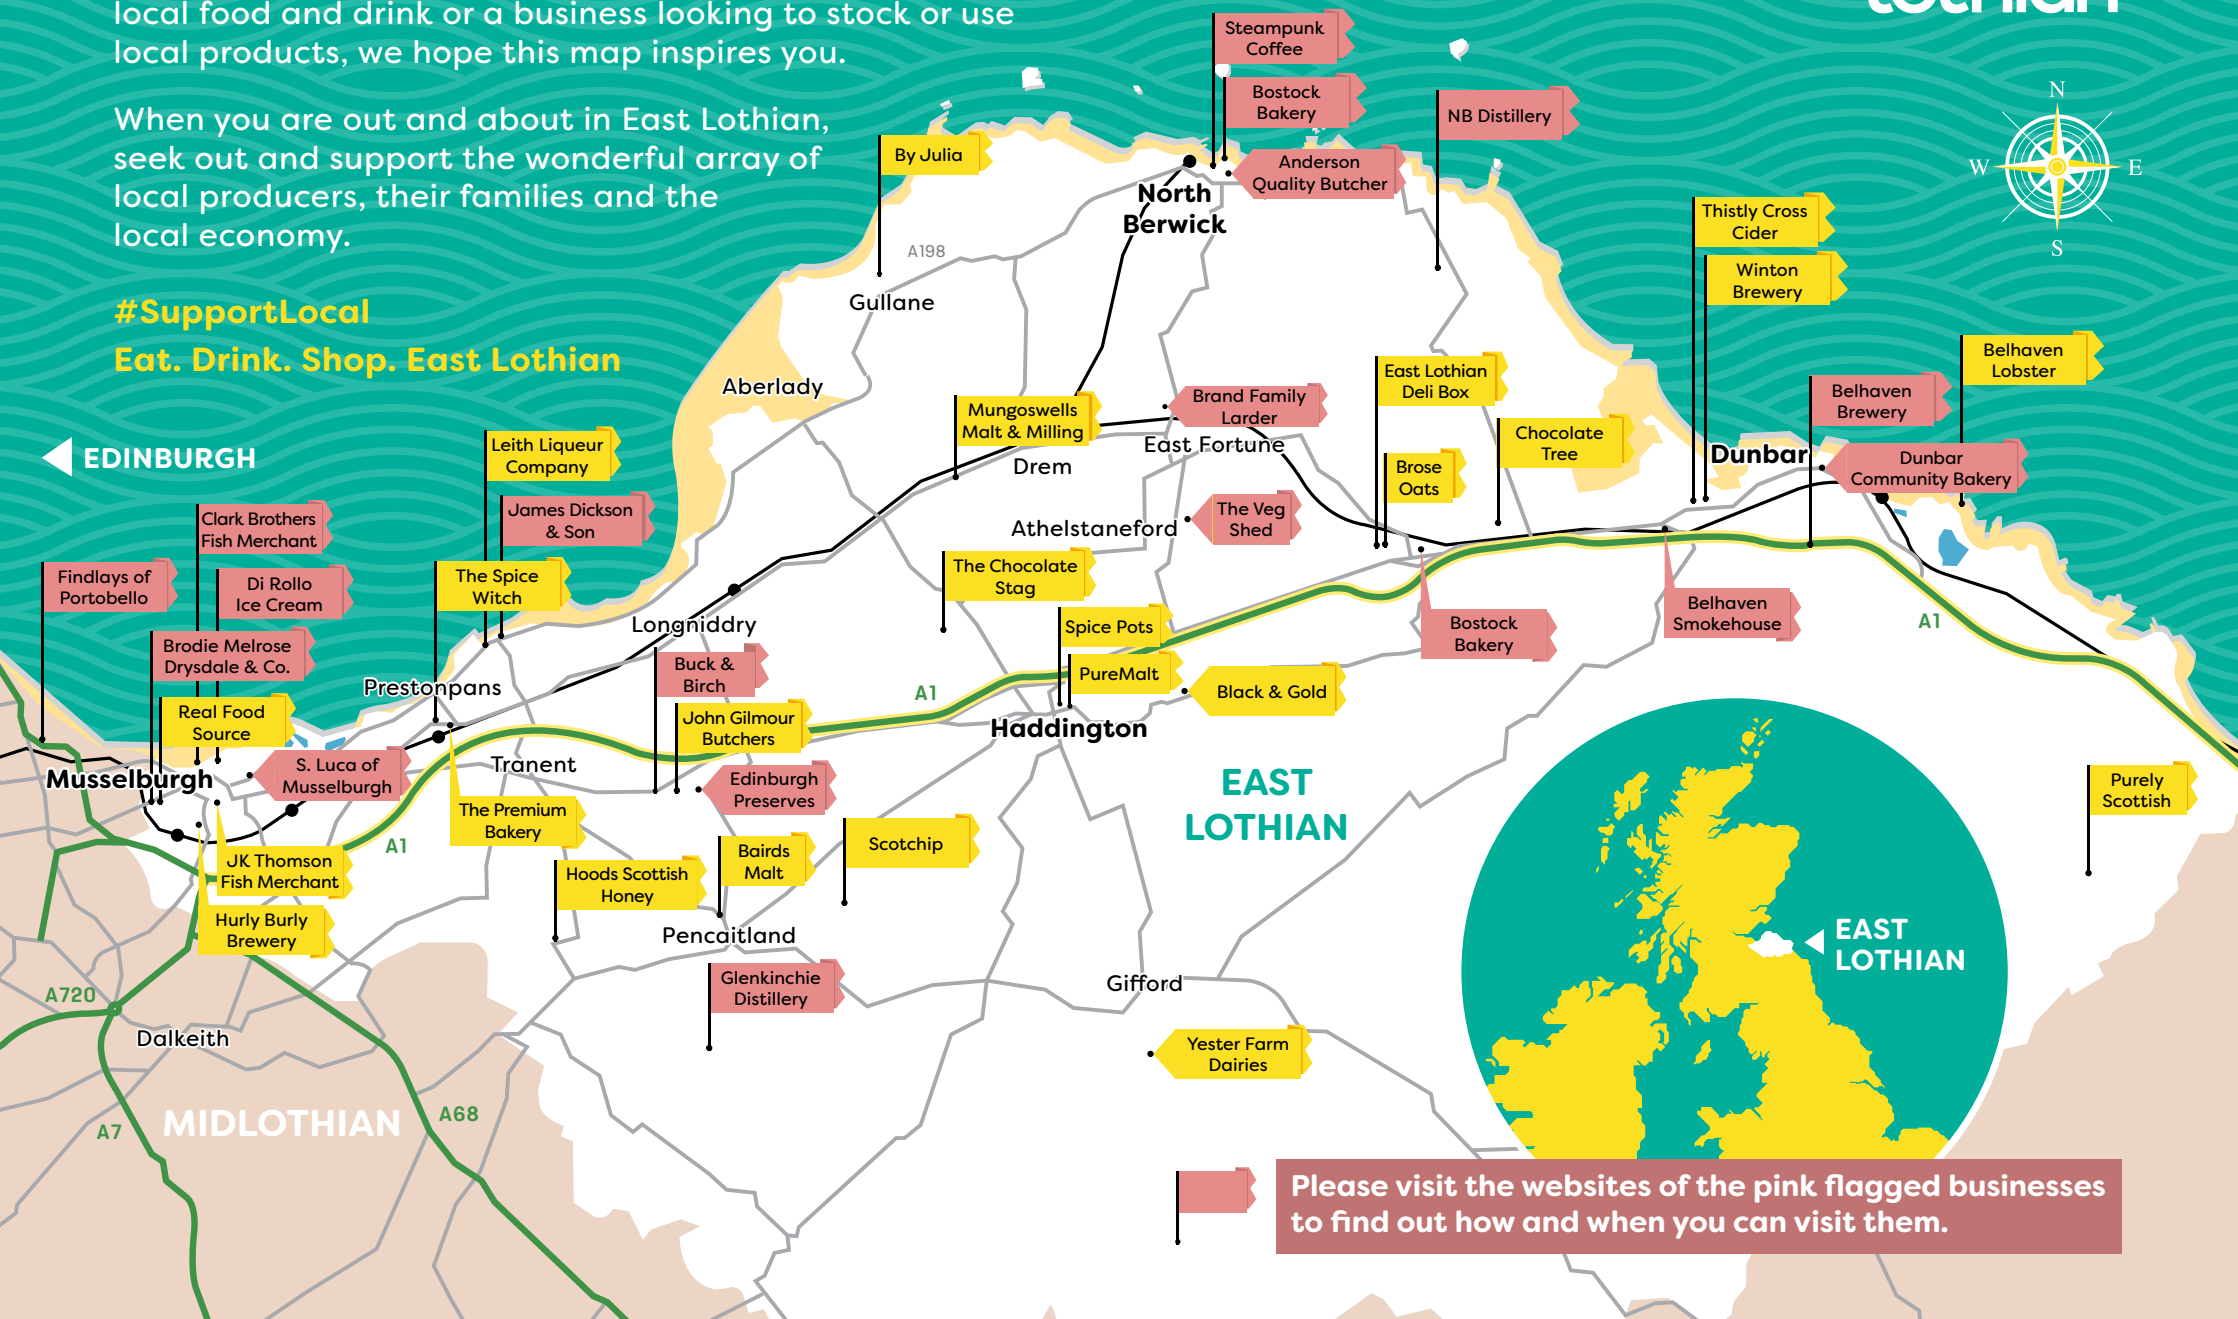 local food and drink or a business looking to stock or use
local products, we hope this map inspires you.
When you are out and about in East Lothian,
seek out and support the wonderful array of
local producers, their families and the
local economy.
#SupportLocal
Eat. Drink. Shop. East Lothian
lothian
N
W
E
S
Steampunk
Coffee
Bostock
Bakery
NB Distillery
By Julia
Anderson
Quality Butcher
North
Berwick
A198
Gullane
Thistly Cross
Cider
Winton
Brewery
Belhaven
Lobster
Belhaven
Brewery
Aberlady
East Lothian
Deli Box
Mungoswells
Malt & Milling
Brand Family
Larder
East Fortune
Drem
Chocolate
Tree
Brose
Oats
Dunbar
Dunbar
Community Bakery
EDINBURGH
Leith Liqueur
Company
James Dickson
& Son
Clark Brothers
Fish Merchant
The Veg
Shed
Athelstaneford
Findlays of
Portobello
Di Rollo
Ice Cream
The Spice
Witch
The Chocolate
Stag
Longniddry
Spice Pots
Bostock
Bakery
Belhaven
Smokehouse
A1
Brodie Melrose
Drysdale & Co.
Prestonpans
Buck &
Birch
PureMalt
Black & Gold
A1
Real Food
Source
John Gilmour
Butchers
Haddington
Musselburgh
S. Luca of
Musselburgh
Tranent
Edinburgh
Preserves
EAST
LOTHIAN
Purely
Scottish
The Premium
Bakery
A1
JK Thomson
Fish Merchant
Hoods Scottish
Honey
Bairds
Malt
Scotchip
Hurly Burly
Brewery
Pencaitland
EAST
LOTHIAN
Glenkinchie
Distillery
Gifford
A720
Dalkeith
Yester Farm
Dairies
MIDLOTHIAN
A7
A68
Please visit the websites of the pink flagged businesses
to find out how and when you can visit them.